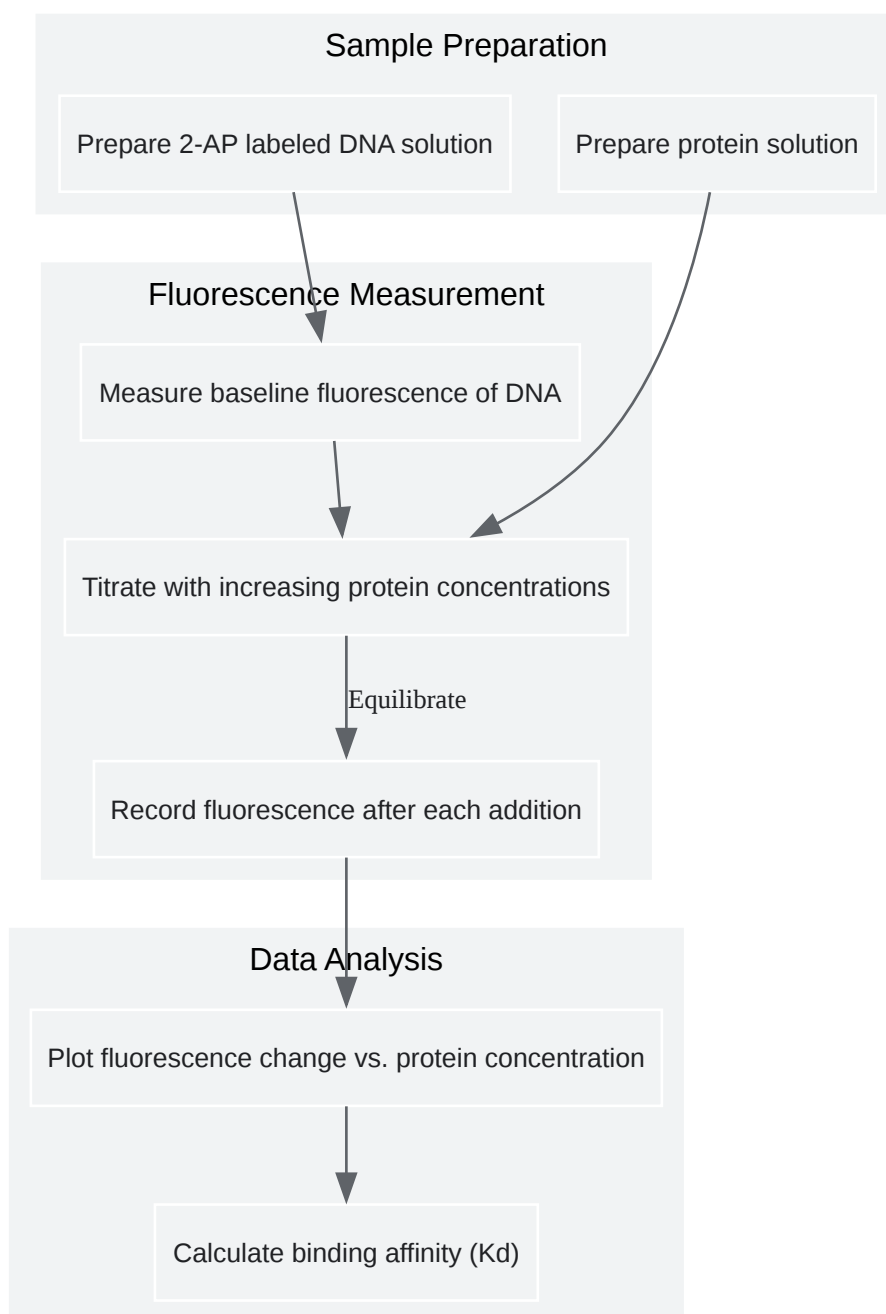 Sample Preparation
Prepare 2-AP labeled DNA solution
Prepare protein solution
Fluorescence Measurement
Measure baseline fluorescence of DNA
Titrate with increasing protein concentrations
Equilibrate
Record fluorescence after each addition
Data Analysis
Plot fluorescence change vs. protein concentration
Calculate binding affinity (Kd)